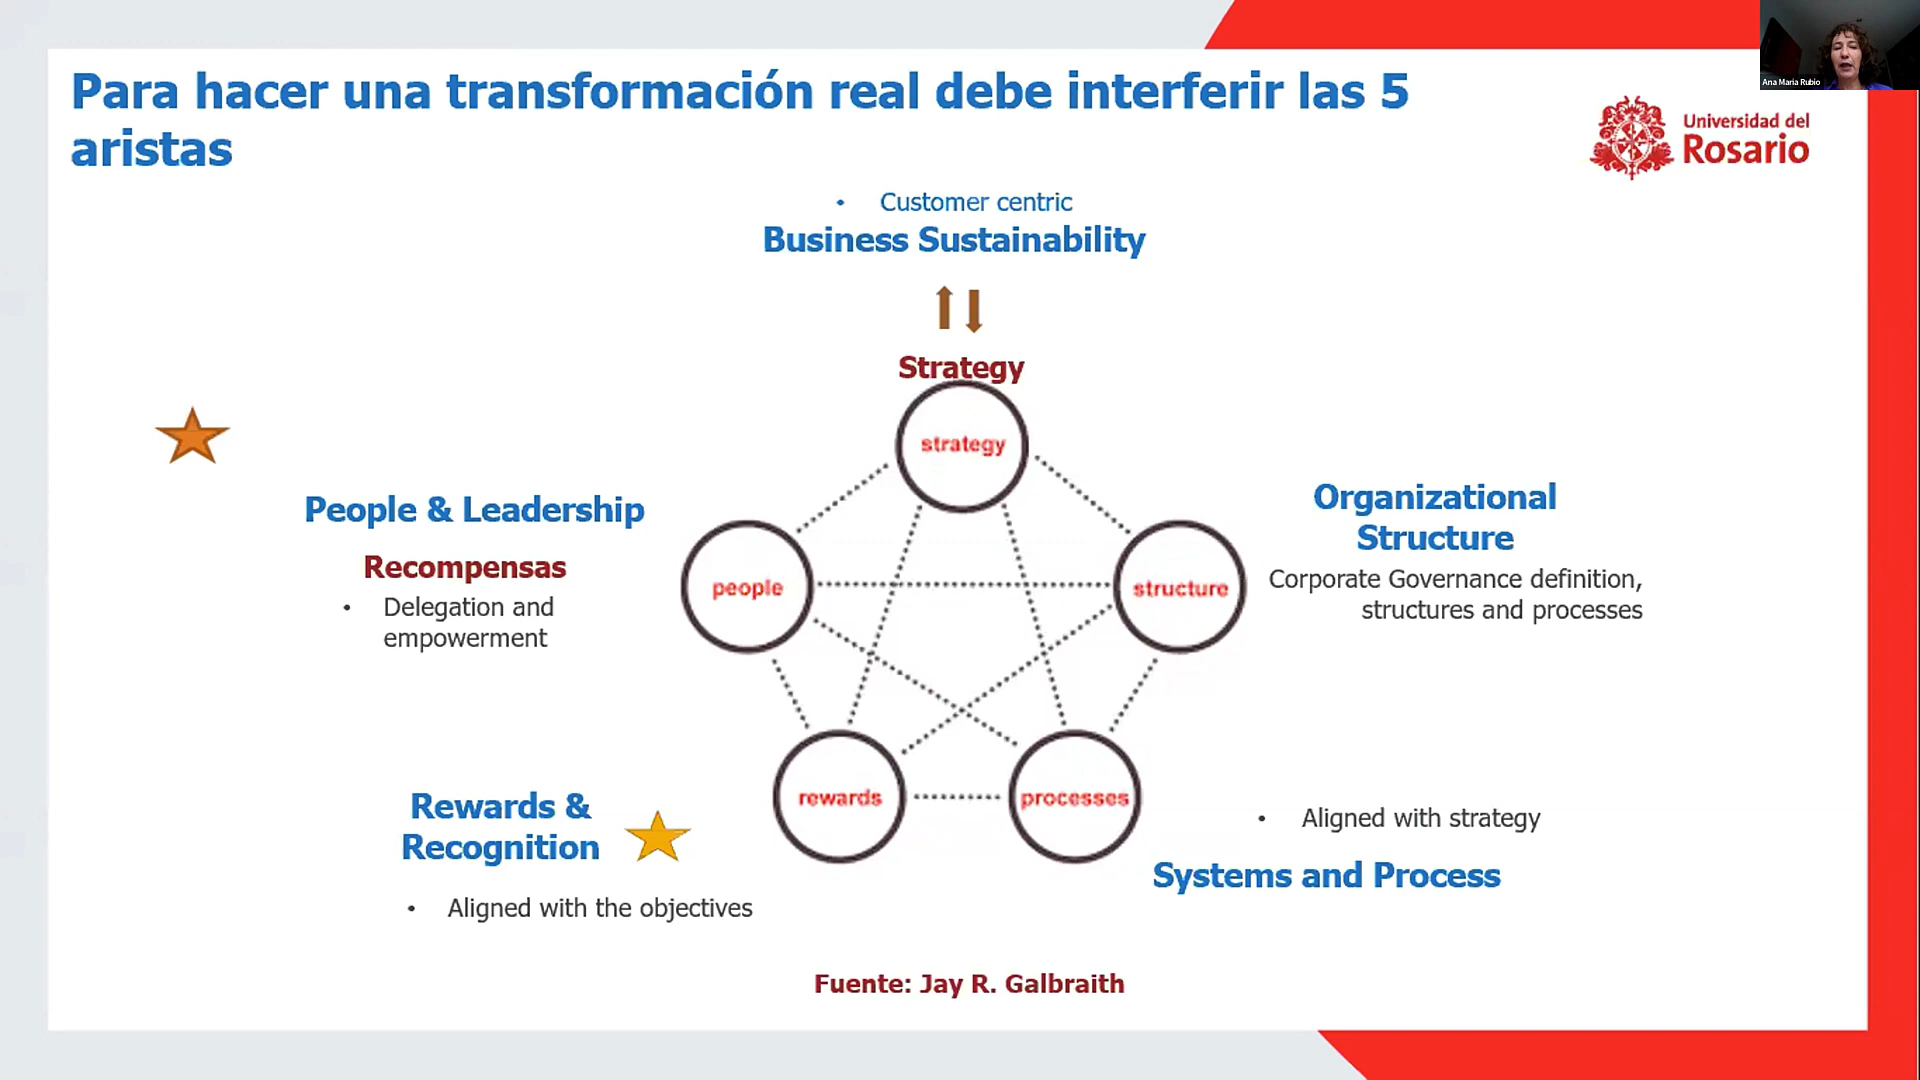 Ana Maria Rubio
Para hacer una transformación real debe interferir las 5
aristas
Universidad del
Rosario
• Customer centric
Business Sustainability
Strategy
strategy
People & Leadership
Recompensas
• Delegation and
empowerment
people
structure
Organizational
Structure
Corporate Governance definition,
structures and processes
Rewards &
Recognition
• Aligned with the objectives
rewards
processes
• Aligned with strategy
Systems and Process
Fuente: Jay R. Galbraith